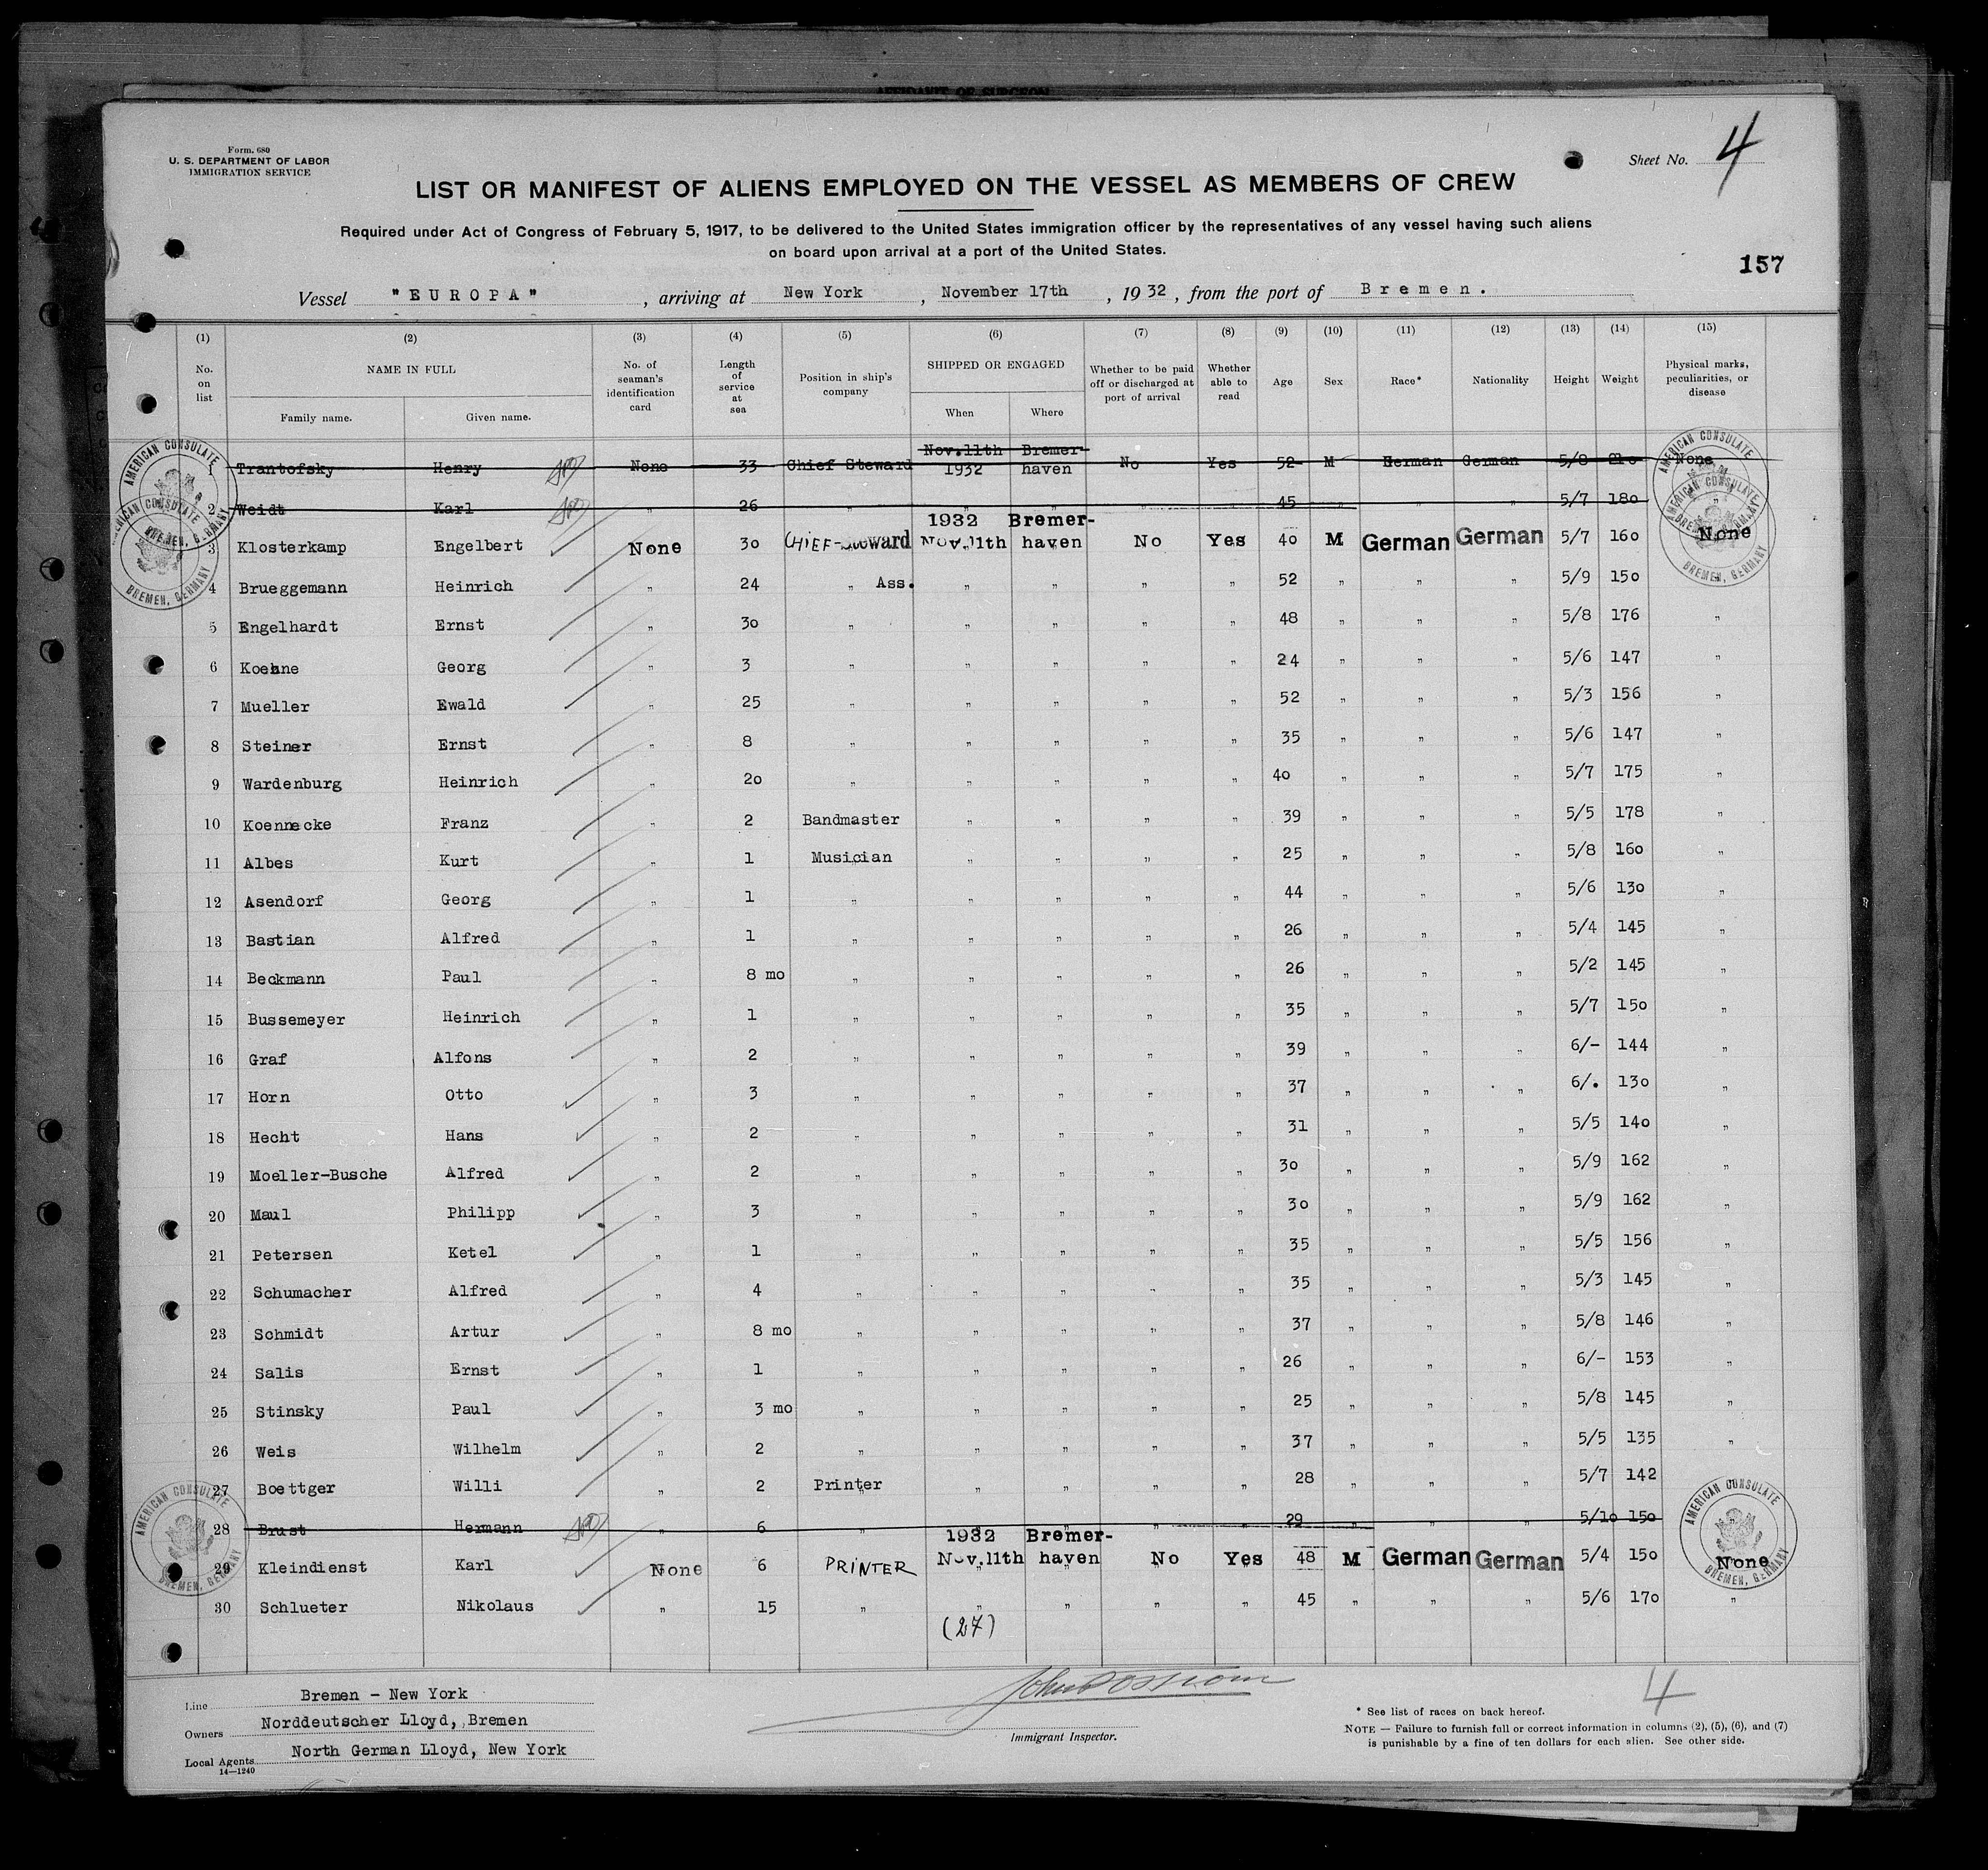 AFFIDAVIT OF SURGEON
Form. 680
U. S. DEPARTMENT OF LABOR
IMMIGRATION SERVICE
Sheet No. 4
LIST OR MANIFEST OF ALIENS EMPLOYED ON THE VESSEL AS MEMBERS OF CREW
Required under Act of Congress of February 5, 1917, to be delivered to the United States immigration officer by the representatives of any vessel having such aliens
on board upon arrival at a port of the United States.
157
Vessel "EUROPA", arriving at New York, November 17th, 1932, from the port of Bremen.
(1) (2) (3) (4) (5) (6) (7) (8) (9) (10) (11) (12) (13) (14) (15)
No. on list NAME IN FULL Family name. Given name. No. of seaman's identification card Length of service at sea Position in ship's company SHIPPED OR ENGAGED When Where Whether to be paid off or discharged at port of arrival Whether able to read Age Sex Race* Nationality Height Weight Physical marks, peculiarities, or disease
1 Trantofsky Henry None 33 Chief Steward Nov.11th 1932 Bremerhaven No Yes 52 M German German 5/8 210 None
2 Weidt Karl " 26 " " " " " 45 " " " 5/7 180 "
3 Klosterkamp Engelbert None 30 CHIEF-Steward 1932 Nov.11th Bremer-haven No Yes 40 M German German 5/7 160 None
4 Brueggemann Heinrich " 24 " Ass. " " " " 52 " " " 5/9 150 "
5 Engelhardt Ernst " 30 " " " " " 48 " " " 5/8 176 "
6 Koehne Georg " 3 " " " " " 24 " " " 5/6 147 "
7 Mueller Ewald " 25 " " " " " 52 " " " 5/3 156 "
8 Steiner Ernst " 8 " " " " " 35 " " " 5/6 147 "
9 Wardenburg Heinrich " 20 " " " " " 40 " " " 5/7 175 "
10 Koennecke Franz " 2 Bandmaster " " " " 39 " " " 5/5 178 "
11 Albes Kurt " 1 Musician " " " " 25 " " " 5/8 160 "
12 Asendorf Georg " 1 " " " " " 44 " " " 5/6 130 "
13 Bastian Alfred " 1 " " " " " 26 " " " 5/4 145 "
14 Beckmann Paul " 8 mo " " " " " 26 " " " 5/2 145 "
15 Bussemeyer Heinrich " 1 " " " " " 35 " " " 5/7 150 "
16 Graf Alfons " 2 " " " " " 39 " " " 6/- 144 "
17 Horn Otto " 3 " " " " " 37 " " " 6/. 130 "
18 Hecht Hans " 2 " " " " " 31 " " " 5/5 140 "
19 Moeller-Busche Alfred " 2 " " " " " 30 " " " 5/9 162 "
20 Maul Philipp " 3 " " " " " 30 " " " 5/9 162 "
21 Petersen Ketel " 1 " " " " " 35 " " " 5/5 156 "
22 Schumacher Alfred " 4 " " " " " 35 " " " 5/3 145 "
23 Schmidt Artur " 8 mo " " " " " 37 " " " 5/8 146 "
24 Salis Ernst " 1 " " " " " 26 " " " 6/- 153 "
25 Stinsky Paul " 3 mo " " " " " 25 " " " 5/8 145 "
26 Weis Wilhelm " 2 " " " " " 37 " " " 5/5 135 "
27 Boettger Willi " 2 Printer " " " " 28 " " " 5/7 142 "
28 Brust Hermann " 6 " " " " " 29 " " " 5/10 150
29 Kleindienst Karl None 6 PRINTER 1932 Nov.11th Bremer-haven No Yes 48 M German German 5/4 150 None
30 Schlueter Nikolaus " 15 " " " " " 45 " " " 5/6 170 "
(27)
AMERICAN CONSULATE BREMEN, GERMANY
AMERICAN CONSULATE BREMEN, GERMANY
AMERICAN CONSULATE BREMEN, GERMANY
AMERICAN CONSULATE BREMEN, GERMANY
AMERICAN CONSULATE BREMEN, GERMANY
AMERICAN CONSULATE BREMEN, GERMANY
Line Bremen - New York
Owners Norddeutscher Lloyd, Bremen
Local Agents North German Lloyd, New York
14—1240
Immigrant Inspector.
4
* See list of races on back hereof.
NOTE — Failure to furnish full or correct information in columns (2), (5), (6), and (7)
is punishable by a fine of ten dollars for each alien. See other side.